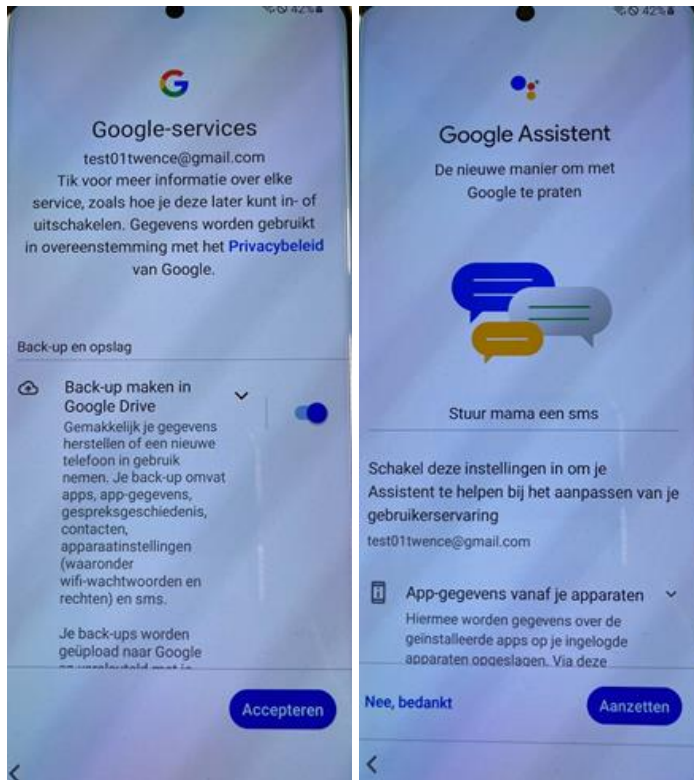 42%
Google-services
test01twence@gmail.com
Tik voor meer informatie over elke
service, zoals hoe je deze later kunt in- of
uitschakelen. Gegevens worden gebruikt
in overeenstemming met het Privacybeleid
van Google.
Back-up en opslag
Back-up maken in
Google Drive
Gemakkelijk je gegevens
herstellen of een nieuwe
telefoon in gebruik
nemen. Je back-up omvat
apps, app-gegevens,
gespreksgeschiedenis,
contacten,
apparaatinstellingen
(waaronder
wifi-wachtwoorden en
rechten) en sms.
Je back-ups worden
geüpload naar Google
Accepteren
42%
Google Assistent
De nieuwe manier om met
Google te praten
Stuur mama een sms
Schakel deze instellingen in om je
Assistent te helpen bij het aanpassen van je
gebruikerservaring
test01twence@gmail.com
App-gegevens vanaf je apparaten
Hiermee worden gegevens over de
geïnstalleerde apps op je ingelogde
apparaten opgeslagen. Via deze
Nee, bedankt
Aanzetten